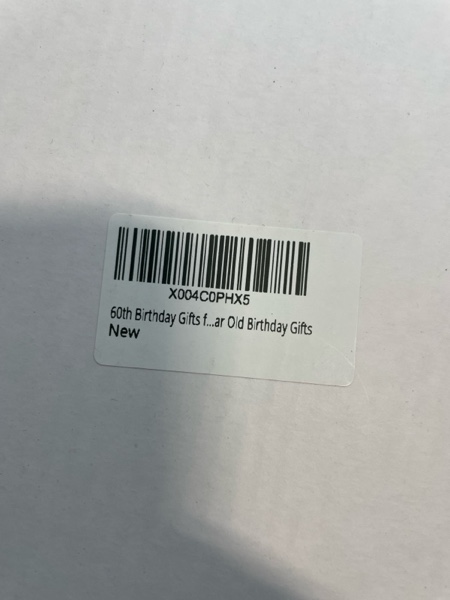 X004C0PHX5
60th Birthday Gifts f...ar Old Birthday Gifts
New